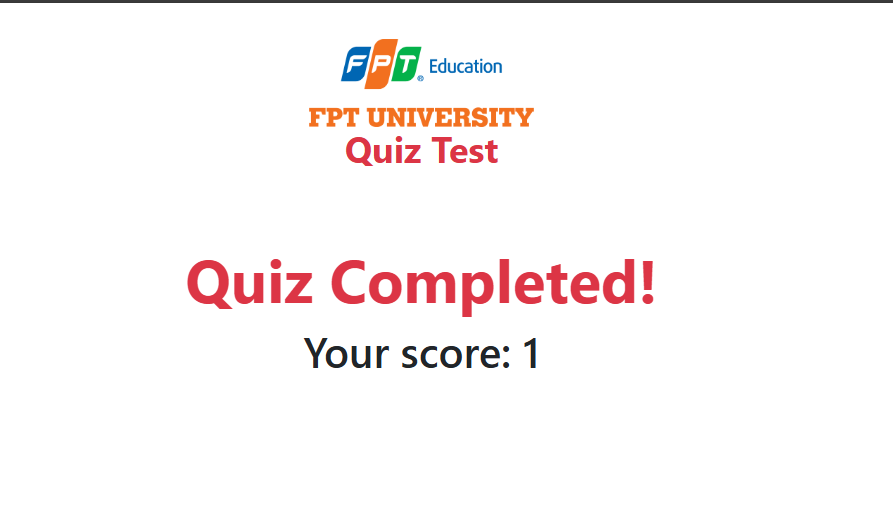 FPT® Education
FPT UNIVERSITY
Quiz Test
Quiz Completed!
Your score: 1